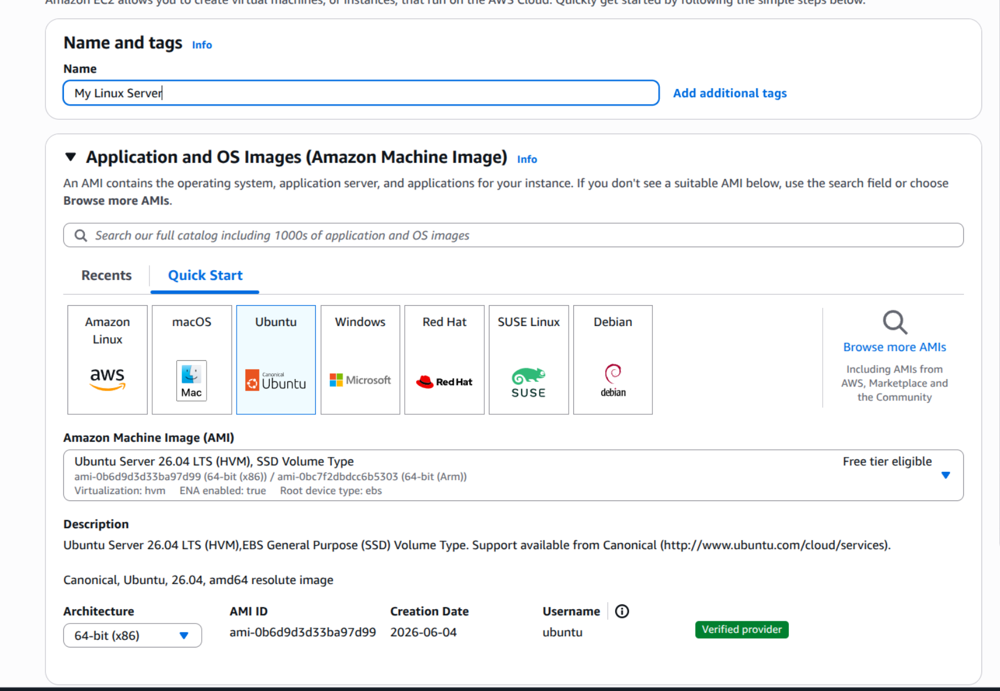 Amazon EC2 allows you to create virtual machines, or instances, that run on the AWS Cloud. Quickly get started by following the simple steps below.
Name and tags Info
Name
My Linux Server
Add additional tags
Application and OS Images (Amazon Machine Image) Info
An AMI contains the operating system, application server, and applications for your instance. If you don't see a suitable AMI below, use the search field or choose
Browse more AMIs.
Search our full catalog including 1000s of application and OS images
Recents
Quick Start
Amazon
Linux
aws
macOS
Mac
Ubuntu
Canonical
Ubuntu
Windows
Microsoft
Red Hat
Red Hat
SUSE Linux
SUSE
Debian
debian
Browse more AMIs
Including AMIs from
AWS, Marketplace and
the Community
Amazon Machine Image (AMI)
Ubuntu Server 26.04 LTS (HVM), SSD Volume Type
Free tier eligible
ami-0b6d9d3d33ba97d99 (64-bit (x86)) / ami-0bc7f2dbdcc6b5303 (64-bit (Arm))
Virtualization: hvm ENA enabled: true Root device type: ebs
Description
Ubuntu Server 26.04 LTS (HVM),EBS General Purpose (SSD) Volume Type. Support available from Canonical (http://www.ubuntu.com/cloud/services).
Canonical, Ubuntu, 26.04, amd64 resolute image
Architecture
64-bit (x86)
AMI ID
ami-0b6d9d3d33ba97d99
Creation Date
2026-06-04
Username
ubuntu
Verified provider